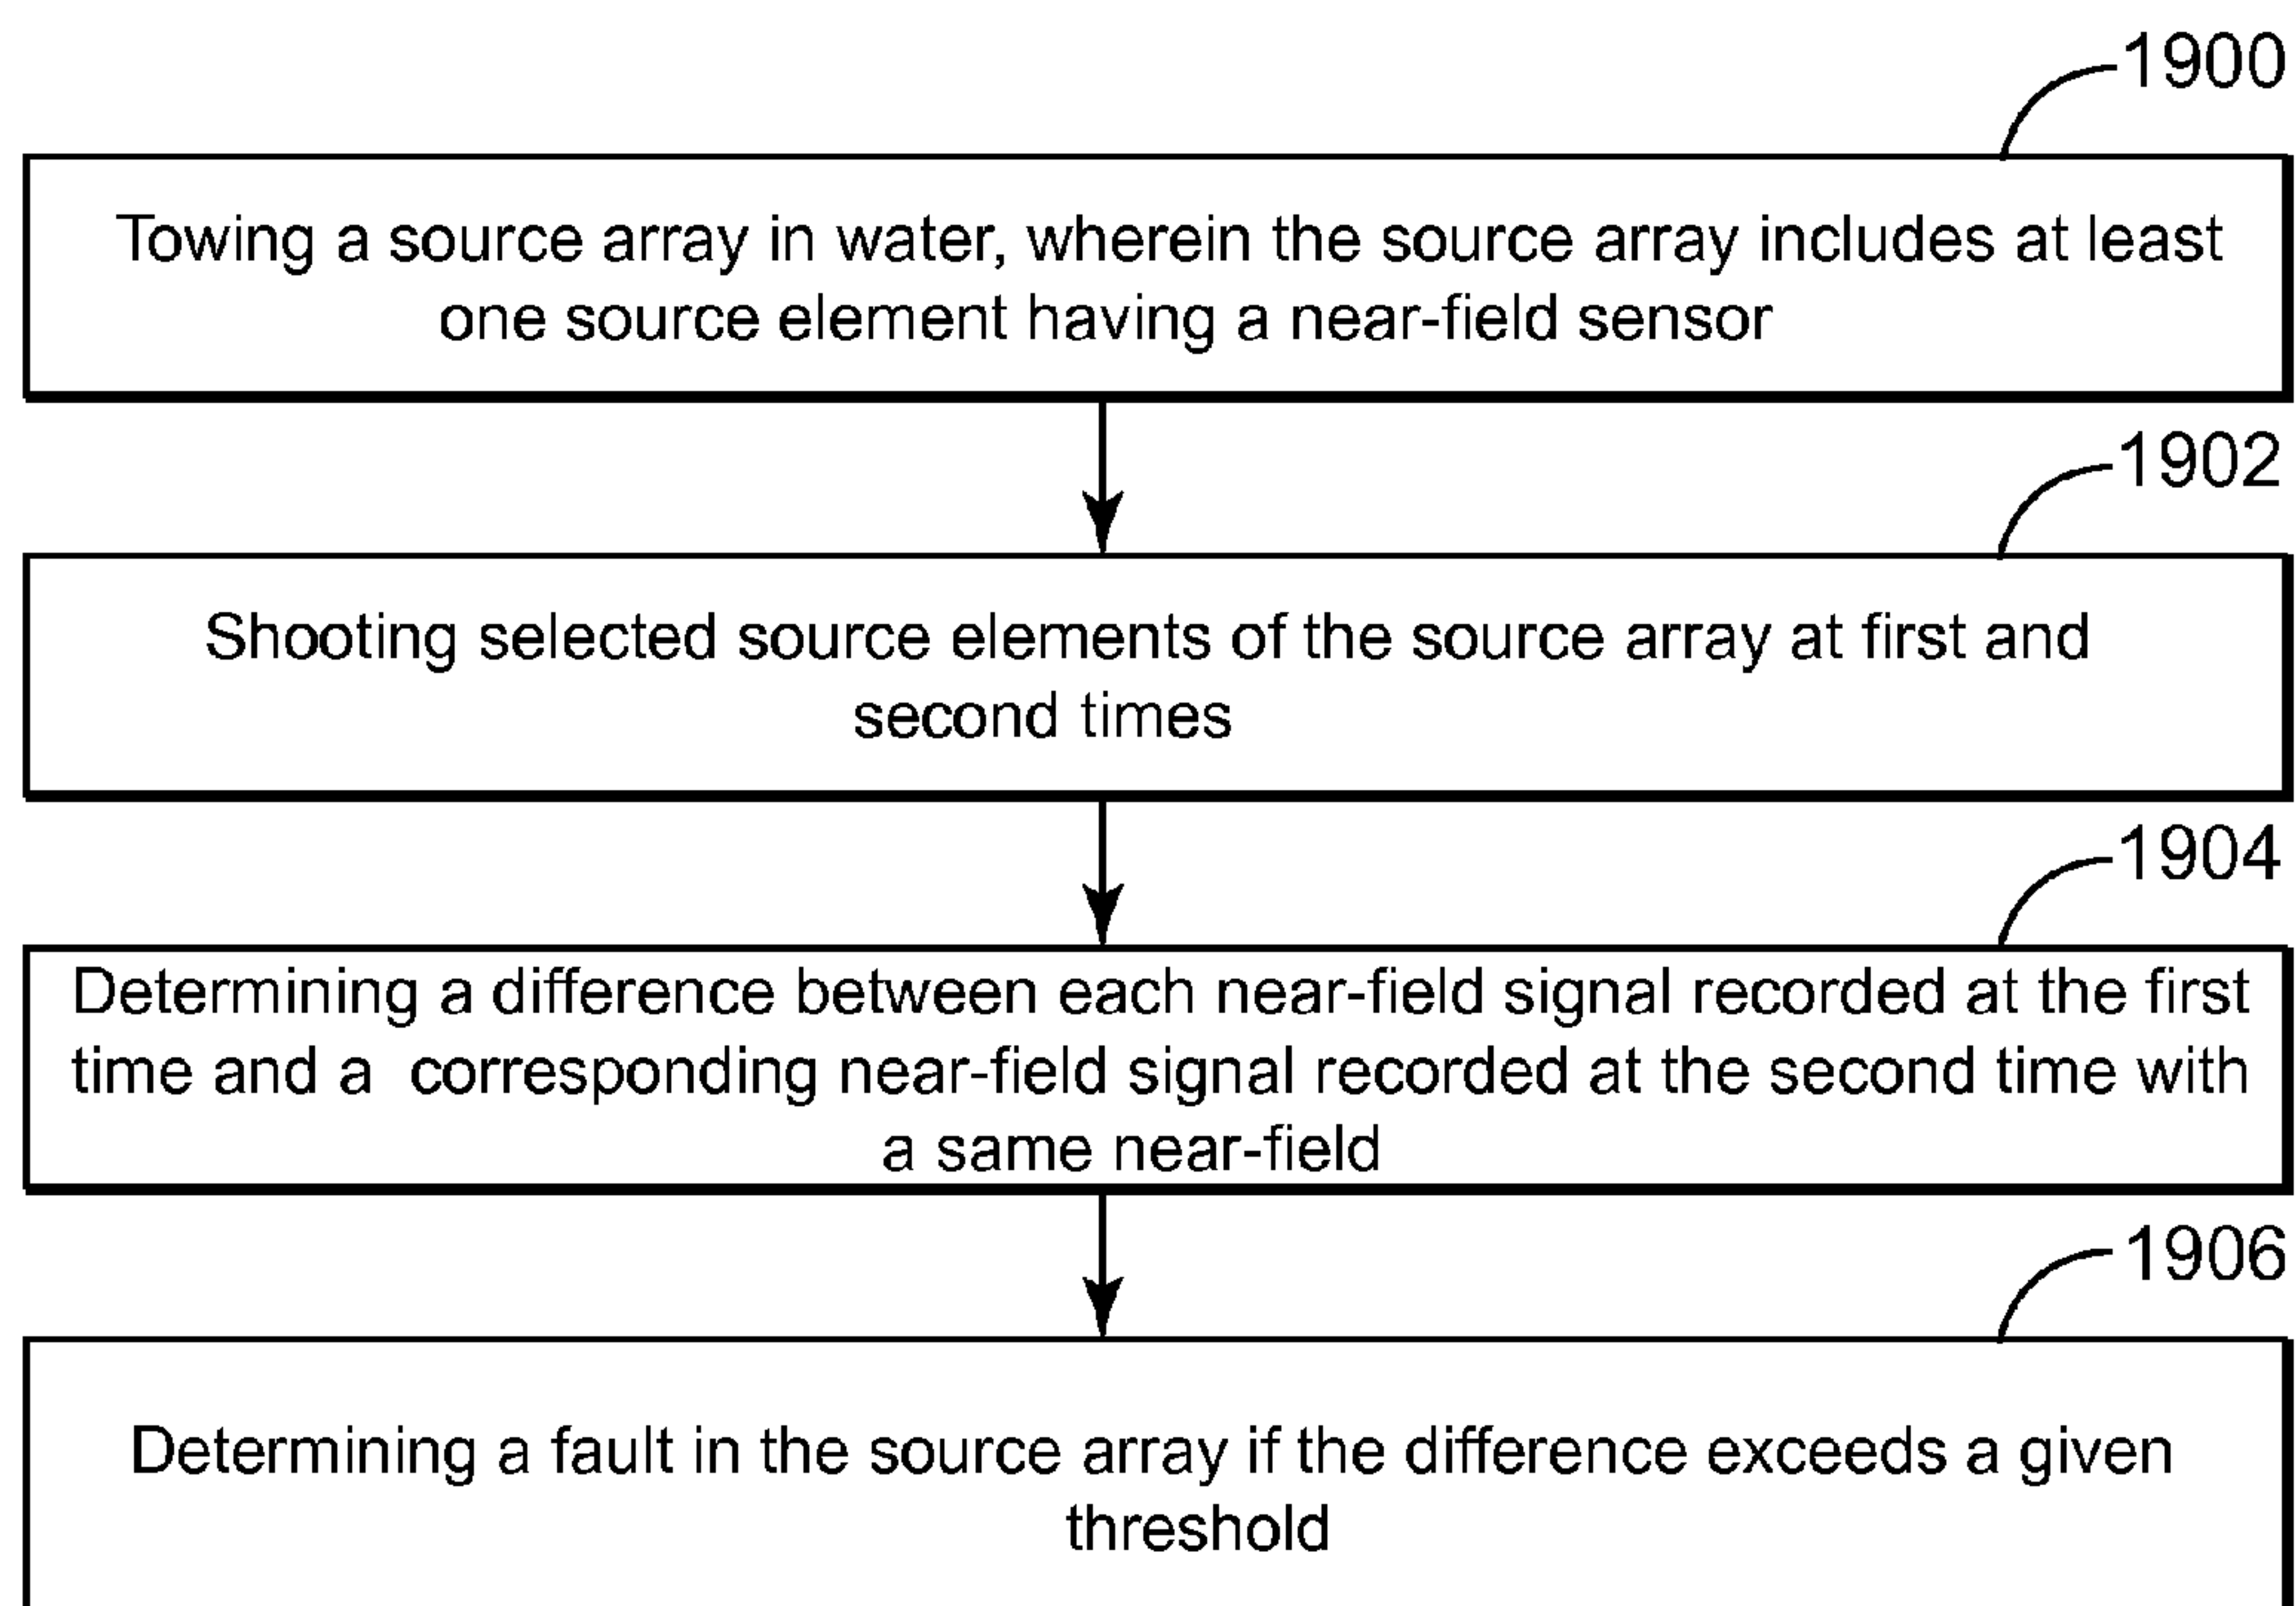 1900
Towing a source array in water, wherein the source array includes at least
one source element having a near-field sensor
1902
Shooting selected source elements of the source array at first and
second times
1904
Determining a difference between each near-field signal recorded at the first
time and a corresponding near-field signal recorded at the second time with
a same near-field
1906
Determining a fault in the source array if the difference exceeds a given
threshold